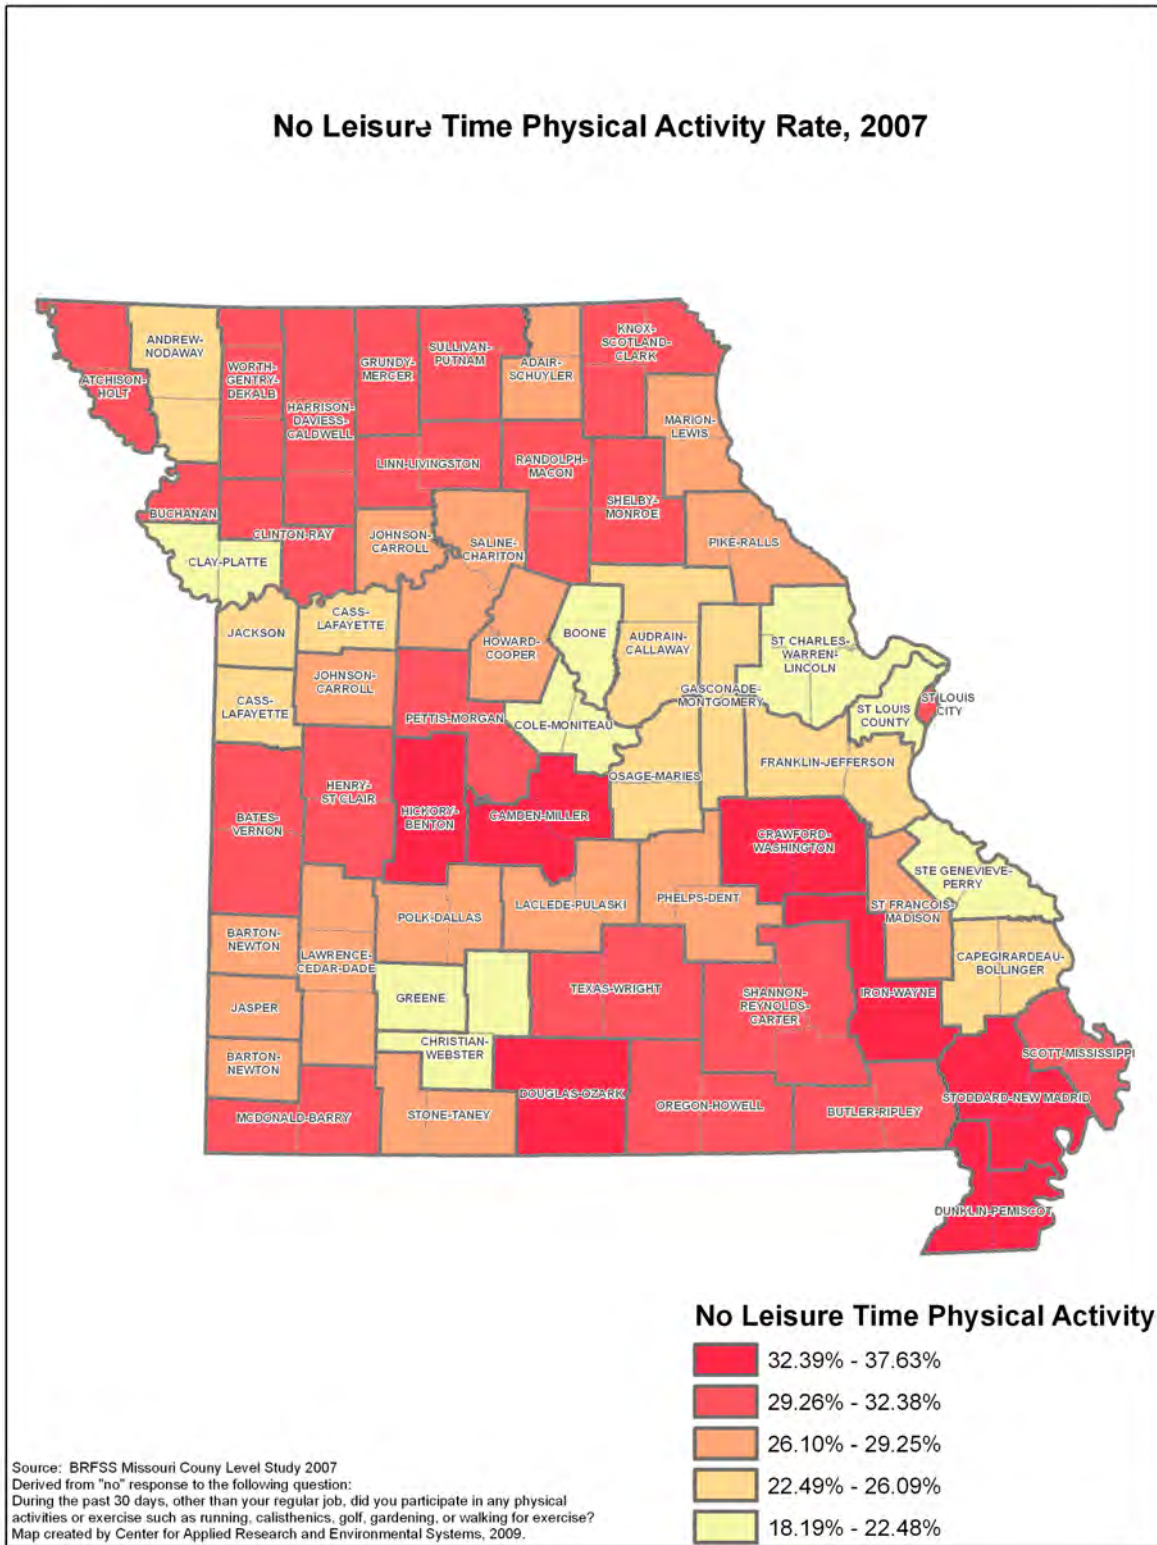 No Leisure Time Physical Activity Rate, 2007
ANDREW-
NODAWAY
ATCHISON-
HOLT
WORTH-
GENTRY-
DEKALB
HARRISON-
DAVIESS-
CALDWELL
GRUNDY-
MERCER
SULLIVAN-
PUTNAM
ADAIR-
SCHUYLER
KNOX-
SCOTLAND-
CLARK
MARION-
LEWIS
LINN-LIVINGSTON
RANDOLPH-
MACON
SHELBY-
MONROE
BUCHANAN
CLINTON-RAY
JOHNSON-
CARROLL
SALINE-
CHARITON
PIKE-RALLS
CLAY-PLATTE
JACKSON
CASS-
LAFAYETTE
HOWARD-
COOPER
BOONE
AUDRAIN-
CALLAWAY
ST CHARLES-
WARREN-
LINCOLN
CASS-
LAFAYETTE
JOHNSON-
CARROLL
PETTIS-MORGAN
COLE-MONITEAU
GASCONADE-
MONTGOMERY
ST LOUIS
COUNTY
ST LOUIS
CITY
OSAGE-MARIES
FRANKLIN-JEFFERSON
BATES-
VERNON
HENRY-
ST CLAIR
HICKORY-
BENTON
CAMDEN-MILLER
CRAWFORD-
WASHINGTON
STE GENEVIEVE-
PERRY
ST FRANCOIS-
MADISON
BARTON-
NEWTON
LAWRENCE-
CEDAR-DADE
POLK-DALLAS
LACLEDE-PULASKI
PHELPS-DENT
CAPEGIRARDEAU-
BOLLINGER
JASPER
GREENE
TEXAS-WRIGHT
SHANNON-
REYNOLDS-
CARTER
IRON-WAYNE
BARTON-
NEWTON
CHRISTIAN-
WEBSTER
SCOTT-MISSISSIPPI
DOUGLAS-OZARK
STODDARD-NEW MADRID
MCDONALD-BARRY
STONE-TANEY
OREGON-HOWELL
BUTLER-RIPLEY
DUNKLIN-PEMISCOT
No Leisure Time Physical Activity
32.39% - 37.63%
29.26% - 32.38%
26.10% - 29.25%
22.49% - 26.09%
18.19% - 22.48%
Source: BRFSS Missouri Couny Level Study 2007
Derived from "no" response to the following question:
During the past 30 days, other than your regular job, did you participate in any physical
activities or exercise such as running, calisthenics, golf, gardening, or walking for exercise?
Map created by Center for Applied Research and Environmental Systems, 2009.